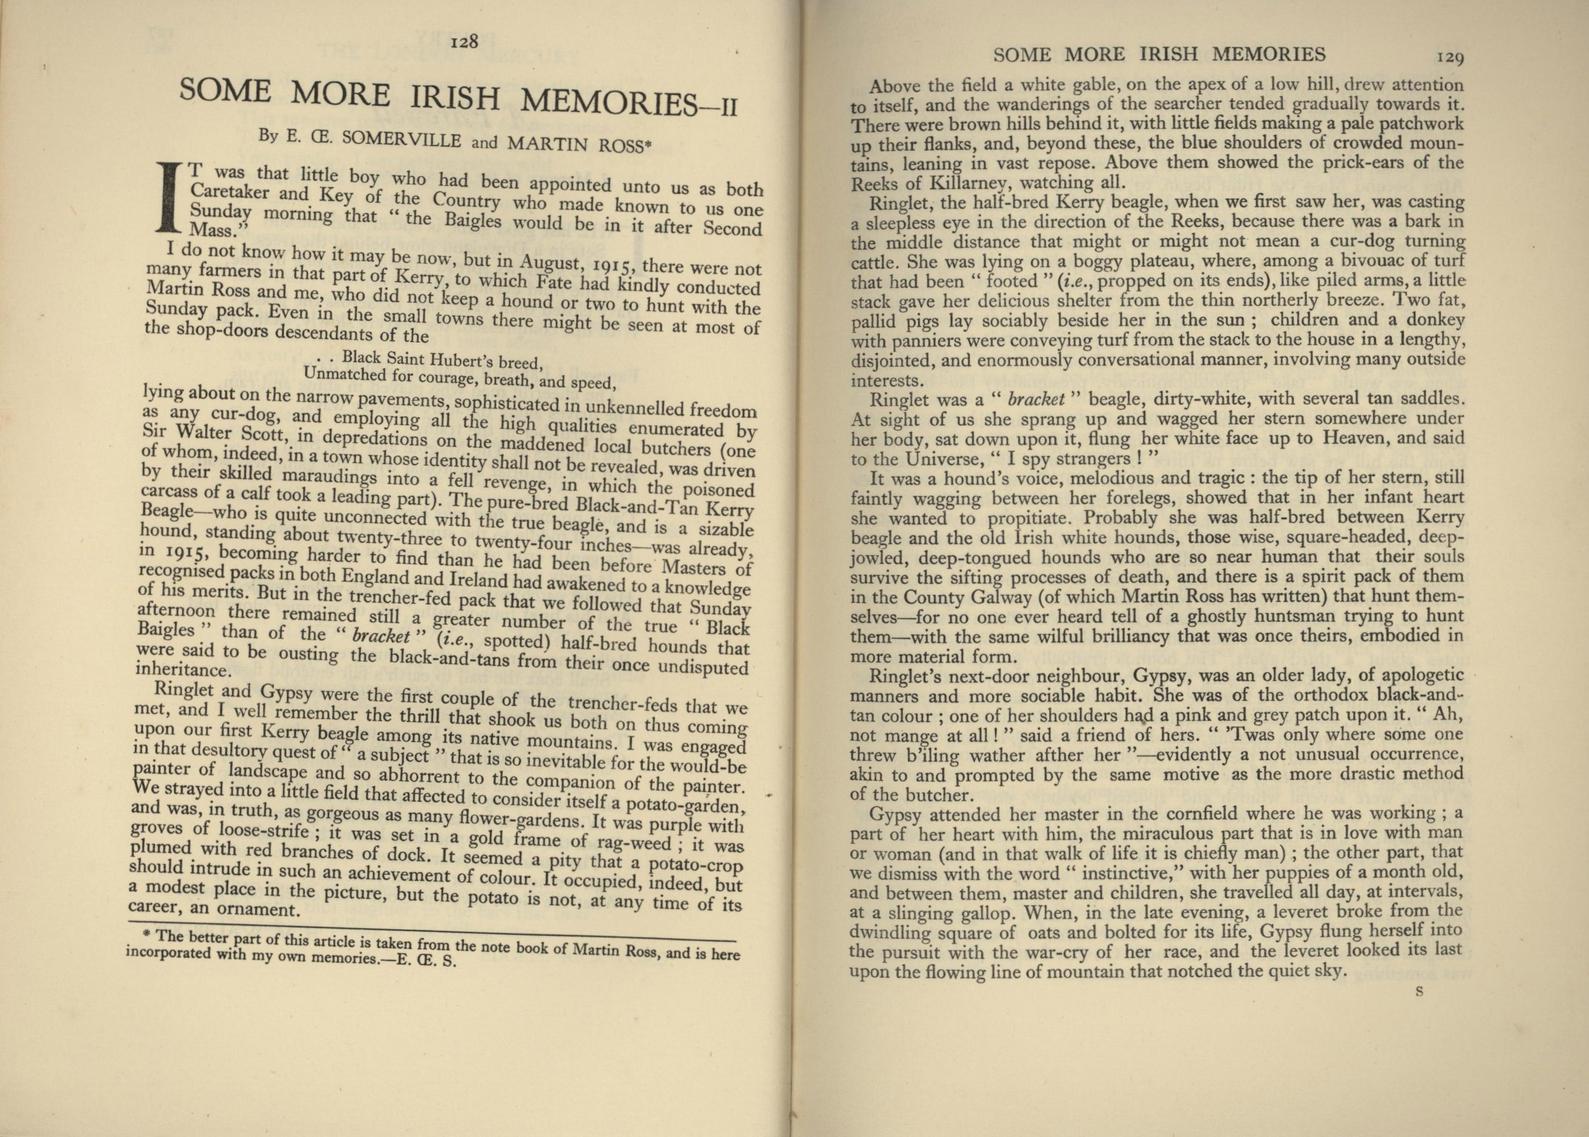 128
SOME MORE IRISH MEMORIES—II
By E. Œ. SOMERVILLE and MARTIN ROSS*
IT was that little boy who had been appointed unto us as both
Caretaker and Key of the Country who made known to us one
Sunday morning that “ the Baigles would be in it after Second
Mass.”
I do not know how it may be now, but in August, 1915, there were not
many farmers in that part of Kerry, to which Fate had kindly conducted
Martin Ross and me, who did not keep a hound or two to hunt with the
Sunday pack. Even in the small towns there might be seen at most of
the shop-doors descendants of the
. . Black Saint Hubert's breed,
Unmatched for courage, breath, and speed,
lying about on the narrow pavements, sophisticated in unkennelled freedom
as any cur-dog, and employing all the high qualities enumerated by
Sir Walter Scott, in depredations on the maddened local butchers (one
of whom, indeed, in a town whose identity shall not be revealed, was driven
by their skilled maraudings into a fell revenge, in which the poisoned
carcass of a calf took a leading part). The pure-bred Black-and-Tan Kerry
Beagle—who is quite unconnected with the true beagle, and is a sizable
hound, standing about twenty-three to twenty-four inches—was already,
in 1915, becoming harder to find than he had been before Masters of
recognised packs in both England and Ireland had awakened to a knowledge
of his merits. But in the trencher-fed pack that we followed that Sunday
afternoon there remained still a greater number of the true “ Black
Baigles ” than of the “ bracket ” (i.e., spotted) half-bred hounds that
were said to be ousting the black-and-tans from their once undisputed
inheritance.
Ringlet and Gypsy were the first couple of the trencher-feds that we
met, and I well remember the thrill that shook us both on thus coming
upon our first Kerry beagle among its native mountains. I was engaged
in that desultory quest of “ a subject ” that is so inevitable for the would-be
painter of landscape and so abhorrent to the companion of the painter.
We strayed into a little field that affected to consider itself a potato-garden,
and was, in truth, as gorgeous as many flower-gardens. It was purple with
groves of loose-strife ; it was set in a gold frame of rag-weed ; it was
plumed with red branches of dock. It seemed a pity that a potato-crop
should intrude in such an achievement of colour. It occupied, indeed, but
a modest place in the picture, but the potato is not, at any time of its
career, an ornament.
* The better part of this article is taken from the note book of Martin Ross, and is here
incorporated with my own memories.—E. Œ. S.
SOME MORE IRISH MEMORIES 129
Above the field a white gable, on the apex of a low hill, drew attention
to itself, and the wanderings of the searcher tended gradually towards it.
There were brown hills behind it, with little fields making a pale patchwork
up their flanks, and, beyond these, the blue shoulders of crowded moun-
tains, leaning in vast repose. Above them showed the prick-ears of the
Reeks of Killarney, watching all.
Ringlet, the half-bred Kerry beagle, when we first saw her, was casting
a sleepless eye in the direction of the Reeks, because there was a bark in
the middle distance that might or might not mean a cur-dog turning
cattle. She was lying on a boggy plateau, where, among a bivouac of turf
that had been “ footed ” (i.e., propped on its ends), like piled arms, a little
stack gave her delicious shelter from the thin northerly breeze. Two fat,
pallid pigs lay sociably beside her in the sun ; children and a donkey
with panniers were conveying turf from the stack to the house in a lengthy,
disjointed, and enormously conversational manner, involving many outside
interests.
Ringlet was a “ bracket ” beagle, dirty-white, with several tan saddles.
At sight of us she sprang up and wagged her stern somewhere under
her body, sat down upon it, flung her white face up to Heaven, and said
to the Universe, “ I spy strangers ! ”
It was a hound's voice, melodious and tragic : the tip of her stern, still
faintly wagging between her forelegs, showed that in her infant heart
she wanted to propitiate. Probably she was half-bred between Kerry
beagle and the old Irish white hounds, those wise, square-headed, deep-
jowled, deep-tongued hounds who are so near human that their souls
survive the sifting processes of death, and there is a spirit pack of them
in the County Galway (of which Martin Ross has written) that hunt them-
selves—for no one ever heard tell of a ghostly huntsman trying to hunt
them—with the same wilful brilliancy that was once theirs, embodied in
more material form.
Ringlet's next-door neighbour, Gypsy, was an older lady, of apologetic
manners and more sociable habit. She was of the orthodox black-and-
tan colour ; one of her shoulders had a pink and grey patch upon it. “ Ah,
not mange at all ! ” said a friend of hers. “ 'Twas only where some one
threw b'iling wather afther her ”—evidently a not unusual occurrence,
akin to and prompted by the same motive as the more drastic method
of the butcher.
Gypsy attended her master in the cornfield where he was working ; a
part of her heart with him, the miraculous part that is in love with man
or woman (and in that walk of life it is chiefly man) ; the other part, that
we dismiss with the word “ instinctive,” with her puppies of a month old,
and between them, master and children, she travelled all day, at intervals,
at a slinging gallop. When, in the late evening, a leveret broke from the
dwindling square of oats and bolted for its life, Gypsy flung herself into
the pursuit with the war-cry of her race, and the leveret looked its last
upon the flowing line of mountain that notched the quiet sky.
S